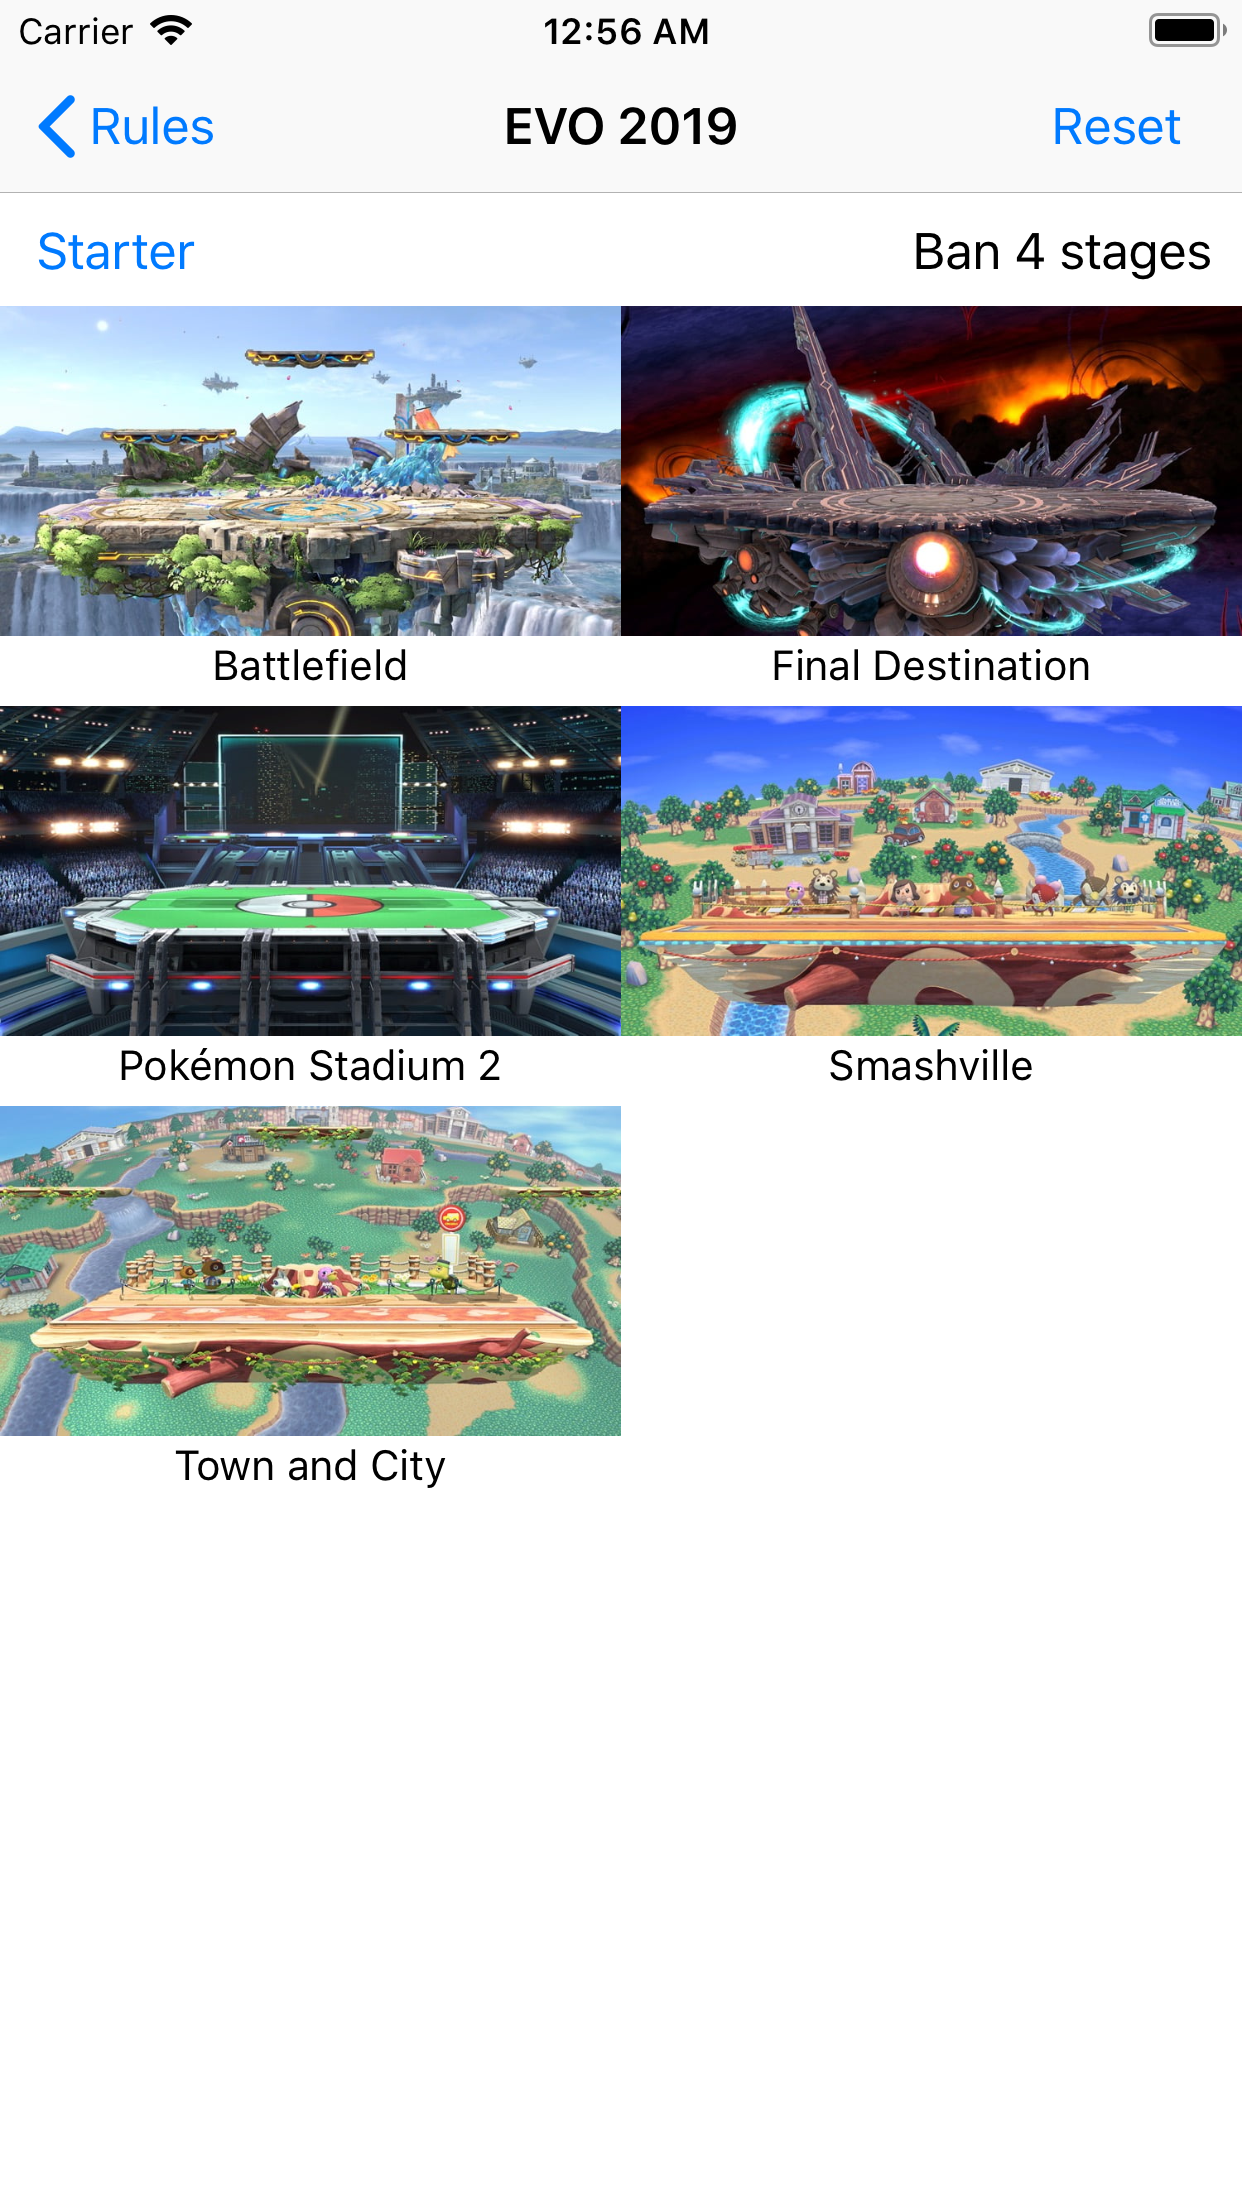 Carrier 12:56 AM
Rules EVO 2019 Reset
Starter Ban 4 stages
Battlefield Final Destination
Pokémon Stadium 2 Smashville
Town and City